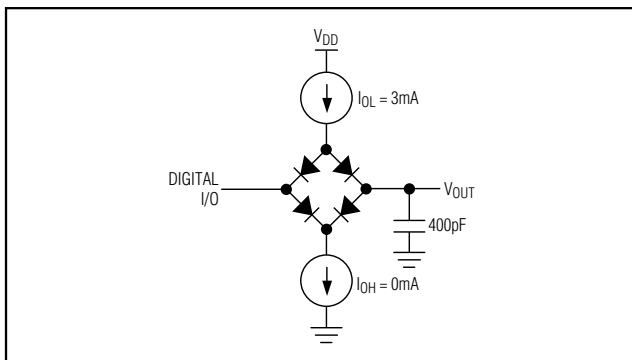 VDD
IOL = 3mA
DIGITAL
I/O
VOUT
400pF
IOH = 0mA